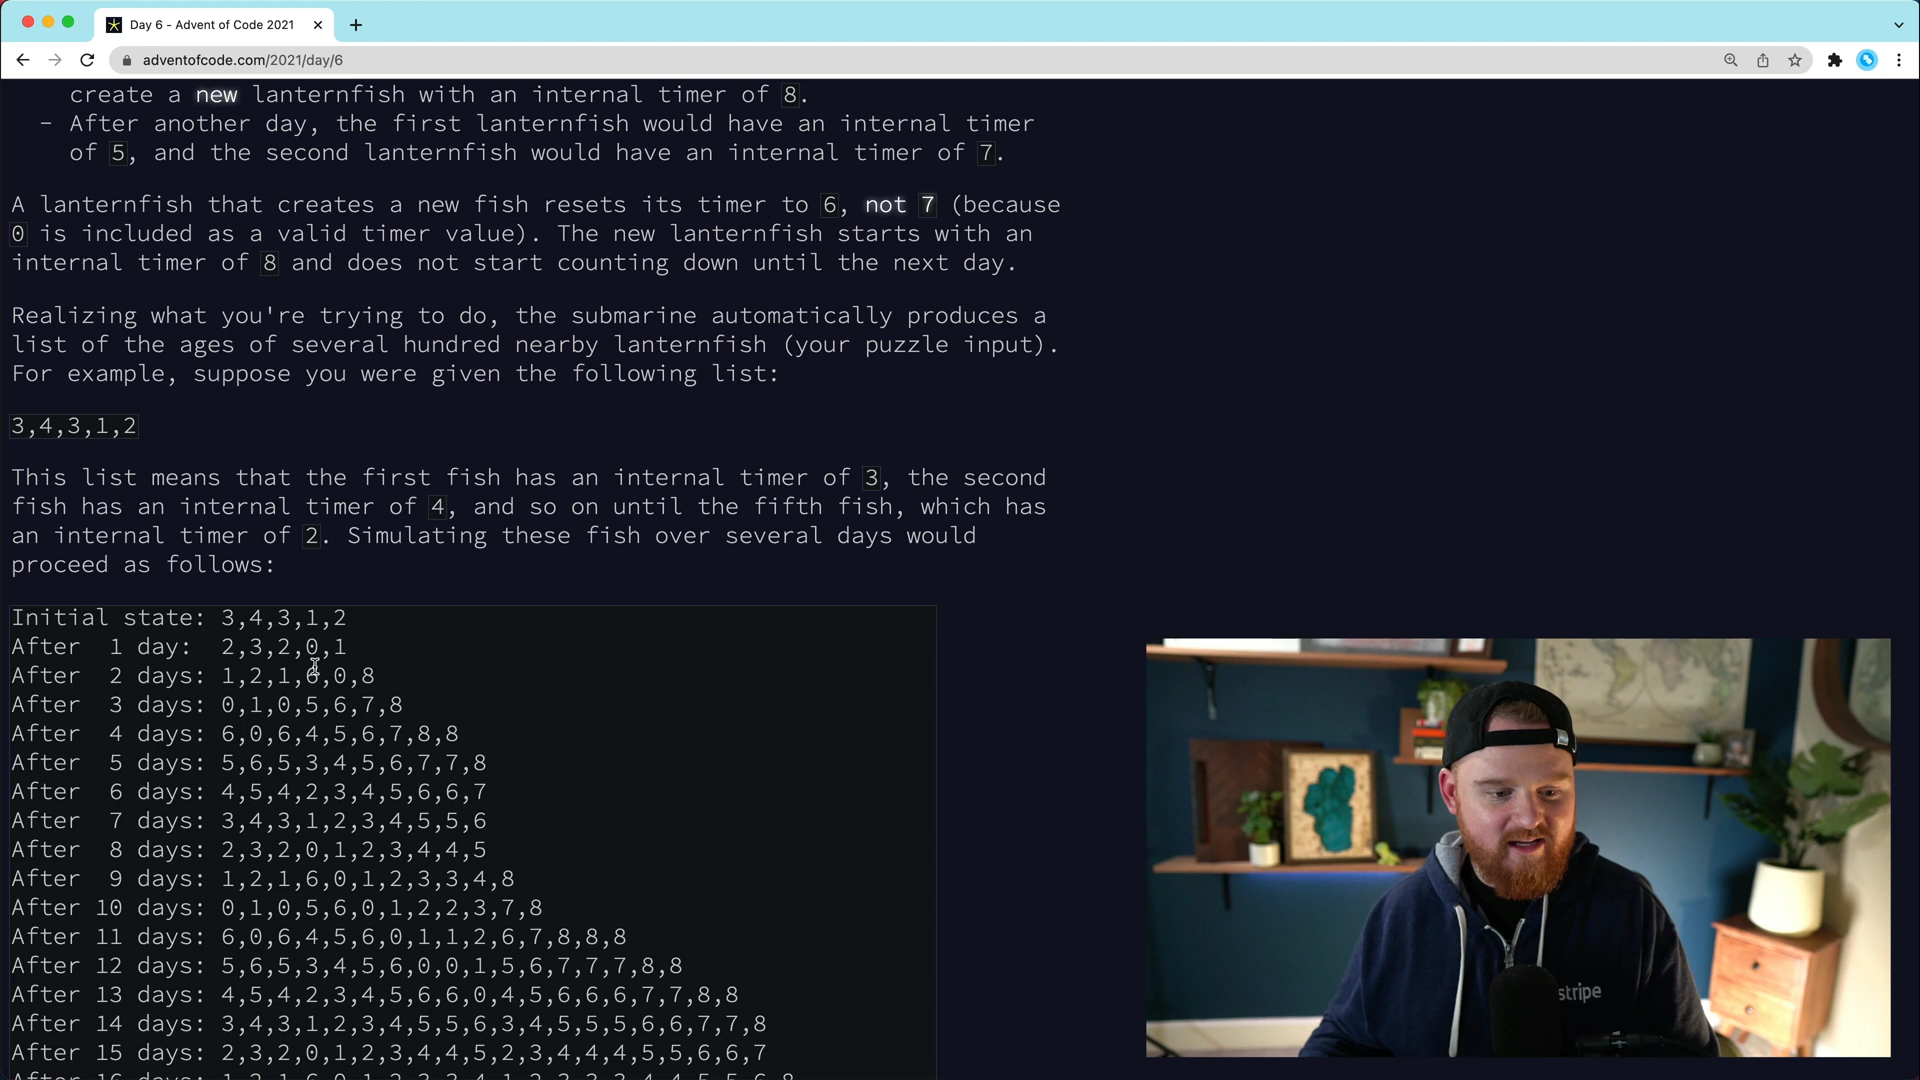 Day 6 - Advent of Code 2021
adventofcode.com/2021/day/6
create a new lanternfish with an internal timer of 8.
- After another day, the first lanternfish would have an internal timer
of 5, and the second lanternfish would have an internal timer of 7.
A lanternfish that creates a new fish resets its timer to 6, not 7 (because
0 is included as a valid timer value). The new lanternfish starts with an
internal timer of 8 and does not start counting down until the next day.
Realizing what you're trying to do, the submarine automatically produces a
list of the ages of several hundred nearby lanternfish (your puzzle input).
For example, suppose you were given the following list:
3,4,3,1,2
This list means that the first fish has an internal timer of 3, the second
fish has an internal timer of 4, and so on until the fifth fish, which has
an internal timer of 2. Simulating these fish over several days would
proceed as follows:
Initial state: 3,4,3,1,2
After  1 day:  2,3,2,0,1
After  2 days: 1,2,1,6,0,8
After  3 days: 0,1,0,5,6,7,8
After  4 days: 6,0,6,4,5,6,7,8,8
After  5 days: 5,6,5,3,4,5,6,7,7,8
After  6 days: 4,5,4,2,3,4,5,6,6,7
After  7 days: 3,4,3,1,2,3,4,5,5,6
After  8 days: 2,3,2,0,1,2,3,4,4,5
After  9 days: 1,2,1,6,0,1,2,3,3,4,8
After 10 days: 0,1,0,5,6,0,1,2,2,3,7,8
After 11 days: 6,0,6,4,5,6,0,1,1,2,6,7,8,8,8
After 12 days: 5,6,5,3,4,5,6,0,0,1,5,6,7,7,7,8,8
After 13 days: 4,5,4,2,3,4,5,6,6,0,4,5,6,6,6,7,7,8,8
After 14 days: 3,4,3,1,2,3,4,5,5,6,3,4,5,5,5,6,6,7,7,8
After 15 days: 2,3,2,0,1,2,3,4,4,5,2,3,4,4,4,5,5,6,6,7
stripe